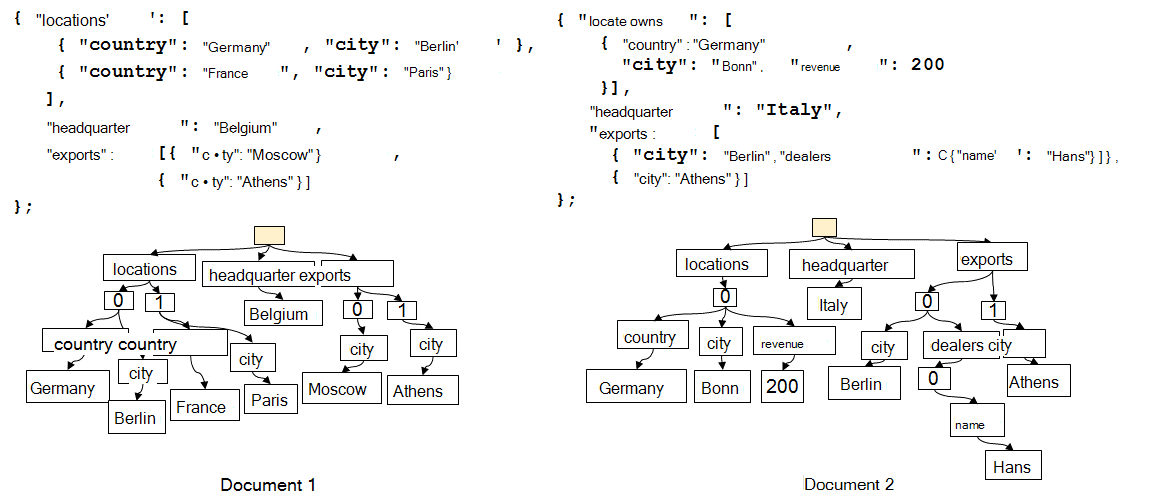 { "locations' ': [
{ "country": "Germany" , "city": "Berlin' ' },
{ "country": "France ", "city": "Paris" }
],
"headquarter ": "Belgium" ,
"exports" : [{ "c • ty": "Moscow" } ,
{ "c • ty": "Athens" } ]
};
locations
headquarter exports
0 1
Belgium
0 1
country country
city
city
city
city
Germany
Berlin
France
Paris
Moscow
Athens
Document 1
{ "locate owns ": [
{ "country" : "Germany" ,
"city": "Bonn" , "revenue ": 200
}],
"headquarter ": "Italy",
"exports : [
{ "city": "Berlin" , "dealers ": C { "name' ': "Hans"} ] } ,
{ "city": "Athens" } ]
};
locations
headquarter
exports
0
Italy
0
1
country
city
revenue
city
dealers city
Germany
Bonn
200
Berlin
0
Athens
name
Hans
Document 2